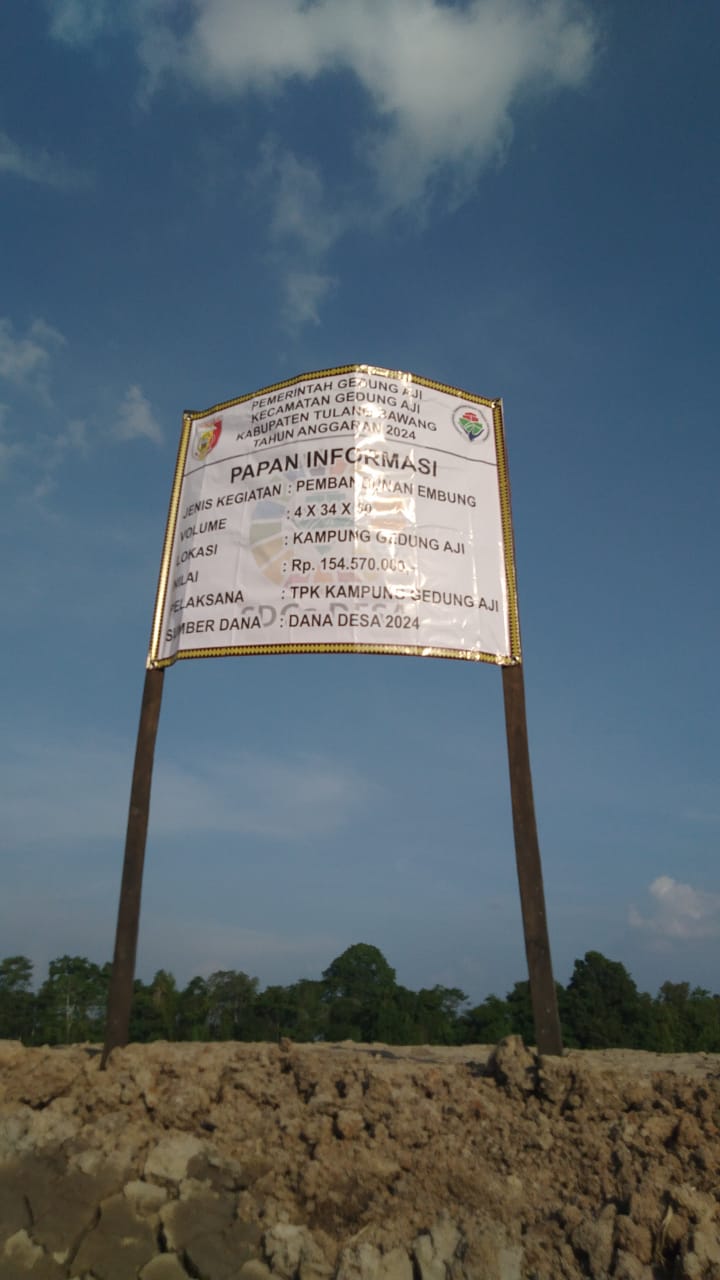 PEMERINTAH GEDUNG AJI
KECAMATAN GEDUNG AJI
KABUPATEN TULANG BAWANG
TAHUN ANGGARAN 2024
PAPAN INFORMASI
JENIS KEGIATAN : PEMBANGUNAN EMBUNG
VOLUME : 4 X 34 X 50
LOKASI : KAMPUNG GEDUNG AJI
NILAI : Rp. 154.570.000,-
PELAKSANA : TPK KAMPUNG GEDUNG AJI
SUMBER DANA : DANA DESA 2024
SDGs DESA